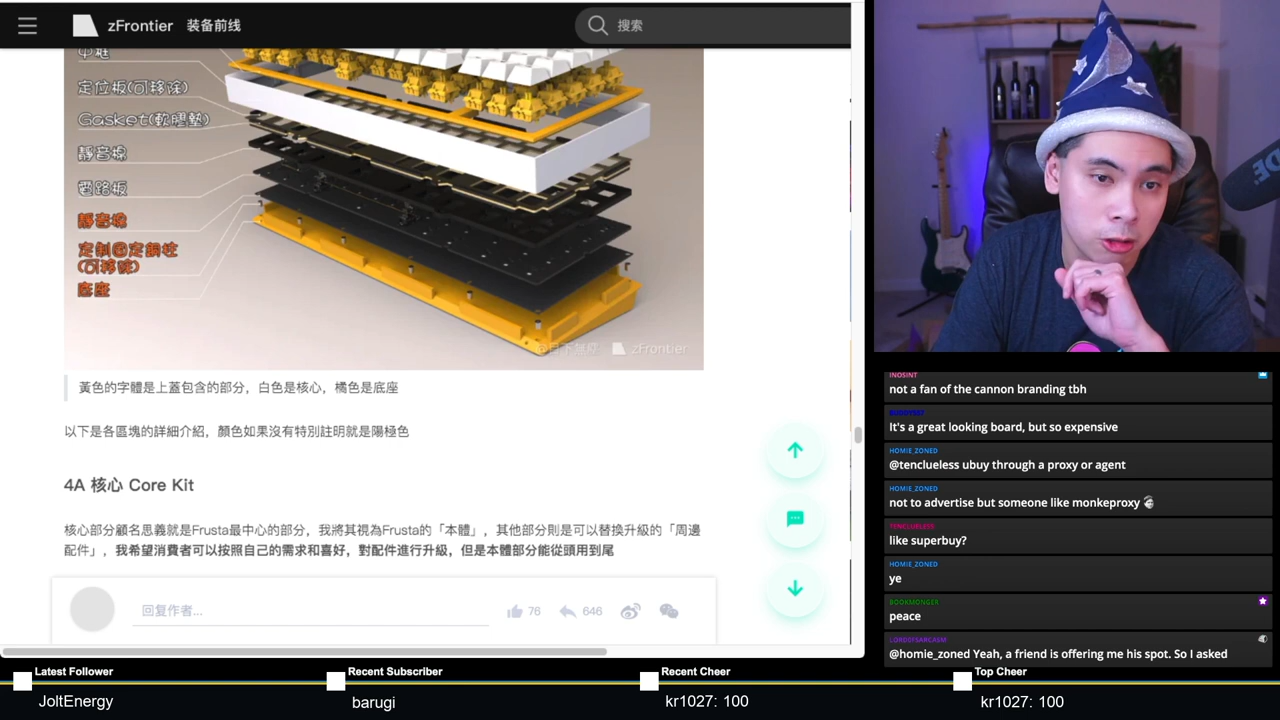 zFrontier 装备前线
搜索
中框
定位板(可移除)
Gasket(軟膠墊)
靜音棉
電路板
靜音棉
定制固定銅柱
(可移除)
底座
zFrontier
黃色的字體是上蓋包含的部分，白色是核心，橘色是底座
以下是各區塊的詳細介紹，顏色如果沒有特別註明就是陽極色
4A 核心 Core Kit
核心部分顧名思義就是Frusta最中心的部分，我將其視為Frusta的「本體」，其他部分則是可以替換升級的「周邊
配件」，我希望消費者可以按照自己的需求和喜好，對配件進行升級，但是本體部分能從頭用到尾
回复作者...
76
646
INOSINT
not a fan of the cannon branding tbh
It's a great looking board, but so expensive
HOMIE_ZONED
@tenclueless ubuy through a proxy or agent
HOMIE_ZONED
not to advertise but someone like monkeproxy
TENCLUELESS
like superbuy?
HOMIE_ZONED
ye
BOOKMONGER
peace
LORDDESARCASM
@homie_zoned Yeah, a friend is offering me his spot. So I asked
Latest Follower
JoltEnergy
Recent Subscriber
barugi
Recent Cheer
kr1027: 100
Top Cheer
kr1027: 100